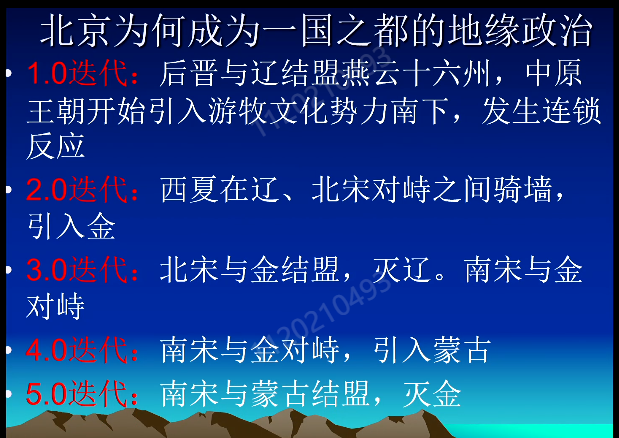 北京为何成为一国之都的地缘政治
• 1.0迭代：后晋与辽结盟燕云十六州，中原
王朝开始引入游牧文化势力南下，发生连锁
反应
• 2.0迭代：西夏在辽、北宋对峙之间骑墙，
引入金
• 3.0迭代：北宋与金结盟，灭辽。南宋与金
对峙
• 4.0迭代：南宋与金对峙，引入蒙古
• 5.0迭代：南宋与蒙古结盟，灭金
1120210493
1120210493